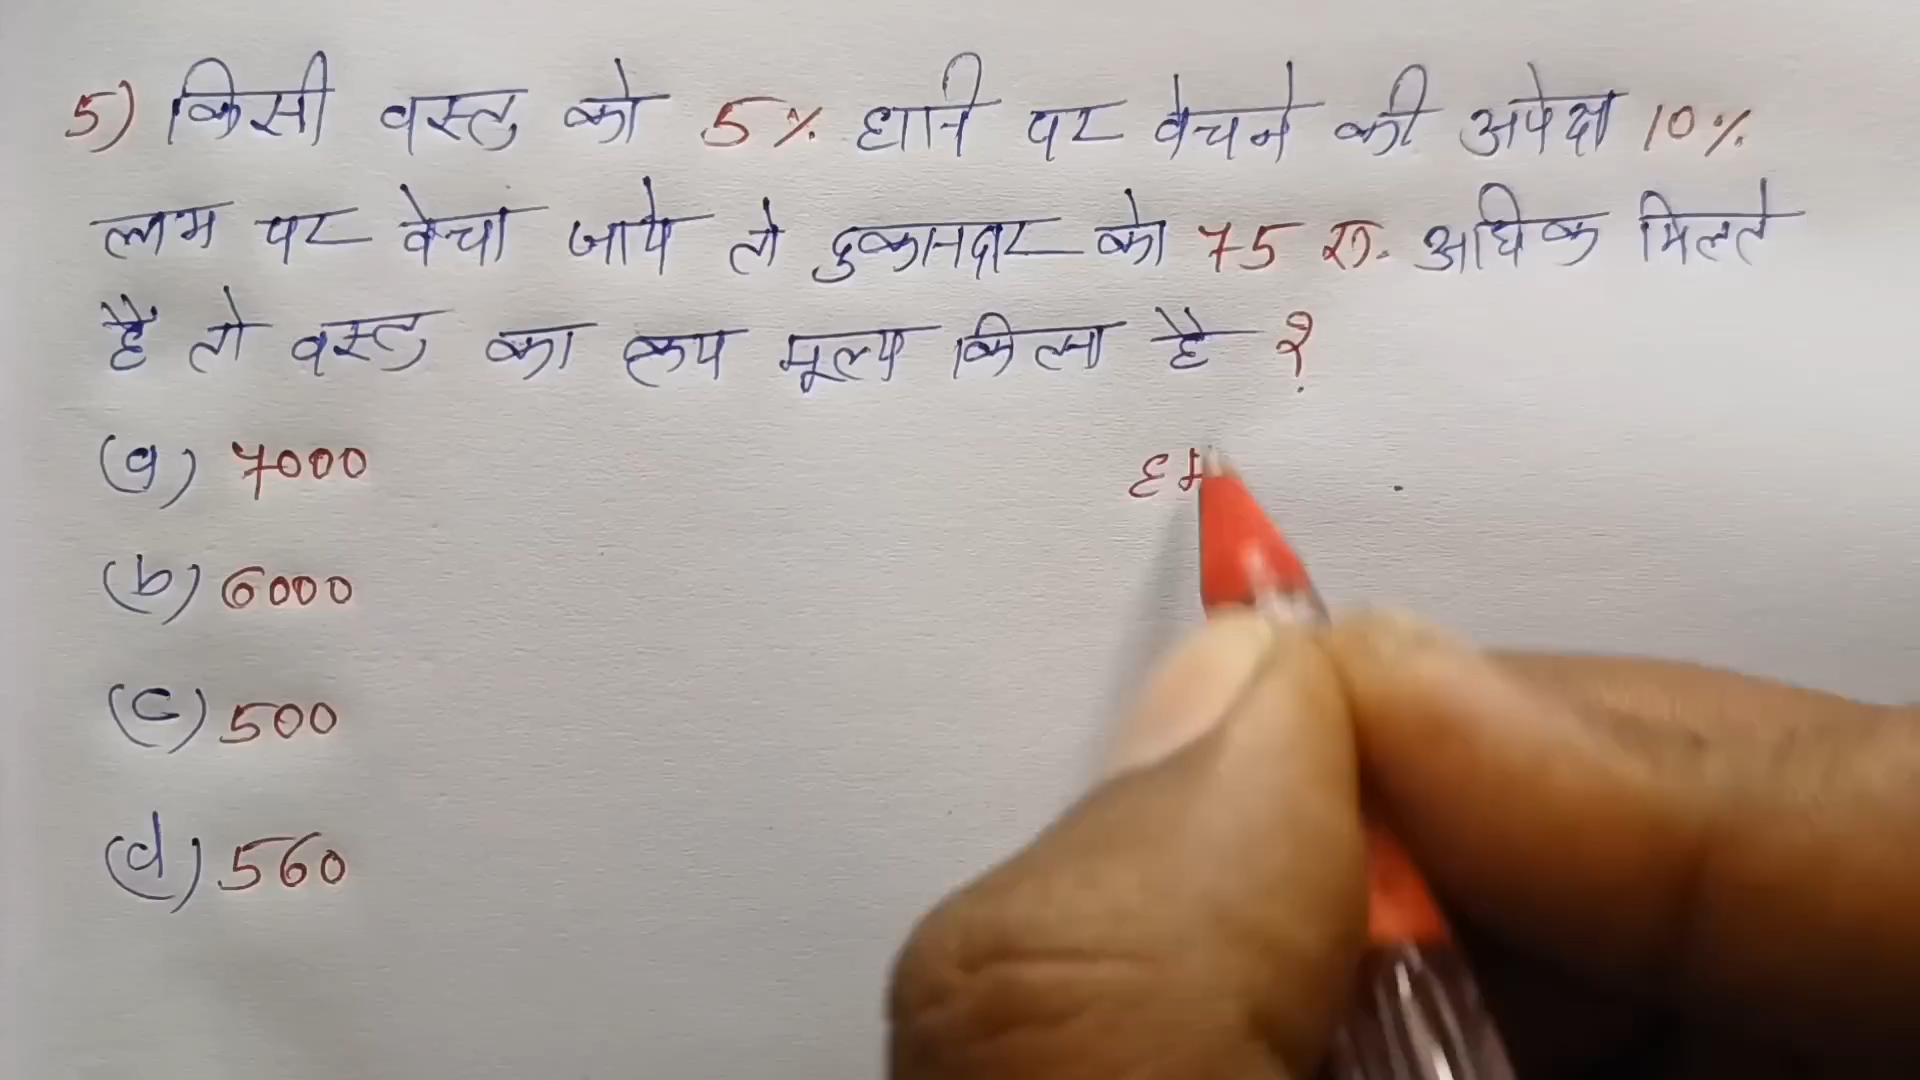 5) किसी वस्तु को 5% हानि पर बेचने की अपेक्षा 10%
लाभ पर बेचा जाये तो दुकानदार को 75 रु. अधिक मिलते
हैं तो वस्तु का क्रय मूल्य कितना है ?
(a) 7000
हम
(b) 6000
(c) 500
(d) 560